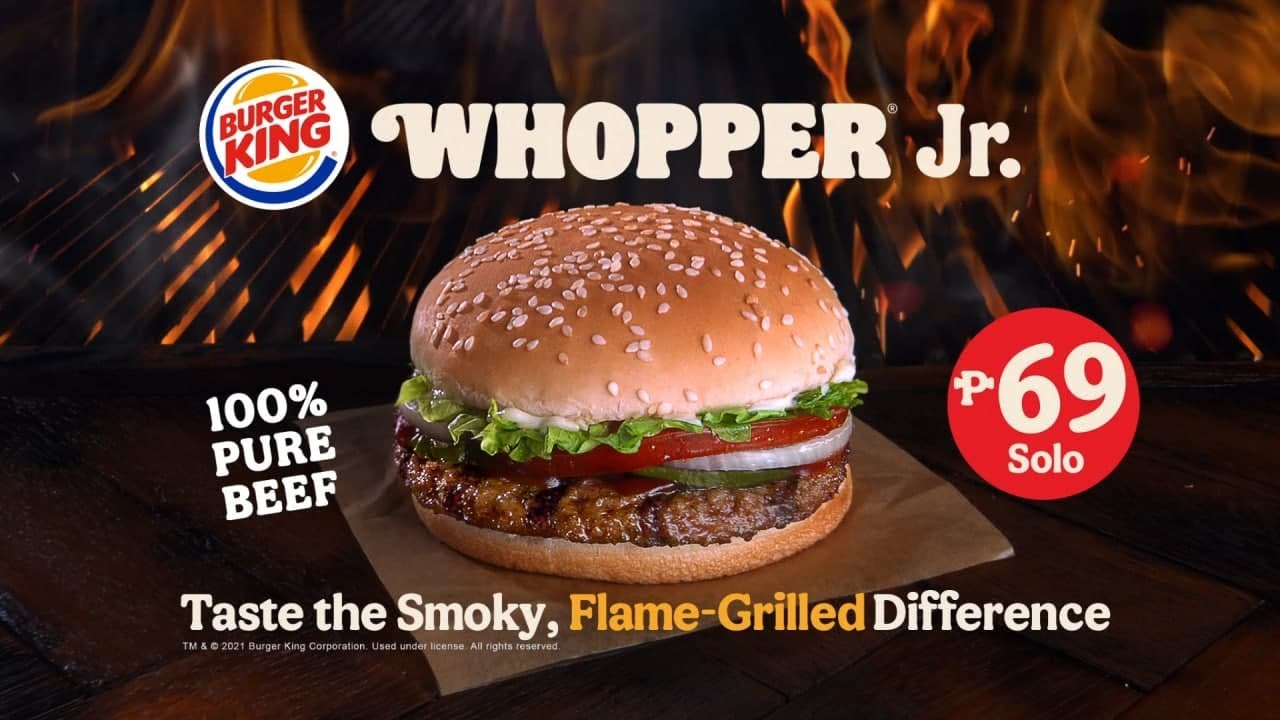 BURGER
KING®
WHOPPER® Jr.
100%
PURE
BEEF
₱69
Solo
Taste the Smoky, Flame-Grilled Difference
TM & © 2021 Burger King Corporation. Used under license. All rights reserved.